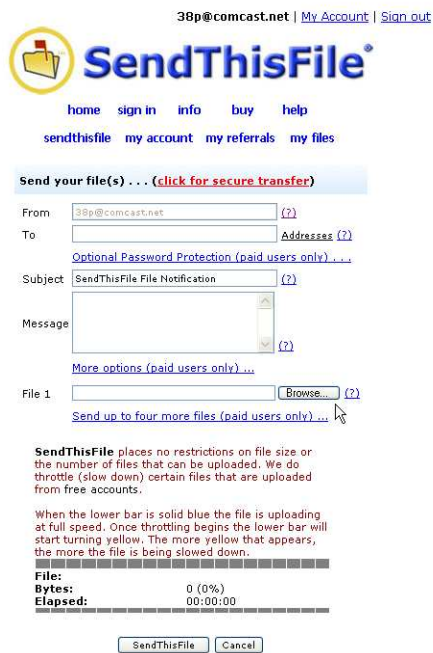 38p@comcast.net | My Account | Sign out
SendThisFile®
home sign in info buy help
sendthisfile my account my referrals my files
Send your file(s) . . . (click for secure transfer)
From 38p@comcast.net (?)
To Addresses (?)
Optional Password Protection (paid users only) . . .
Subject SendThisFile File Notification (?)
Message (?)
More options (paid users only) ...
File 1 Browse... (?)
Send up to four more files (paid users only) ...
SendThisFile places no restrictions on file size or
the number of files that can be uploaded. We do
throttle (slow down) certain files that are uploaded
from free accounts.
When the lower bar is solid blue the file is uploading
at full speed. Once throttling begins the lower bar will
start turning yellow. The more yellow that appears,
the more the file is being slowed down.
File:
Bytes: 0 (0%)
Elapsed: 00:00:00
SendThisFile Cancel